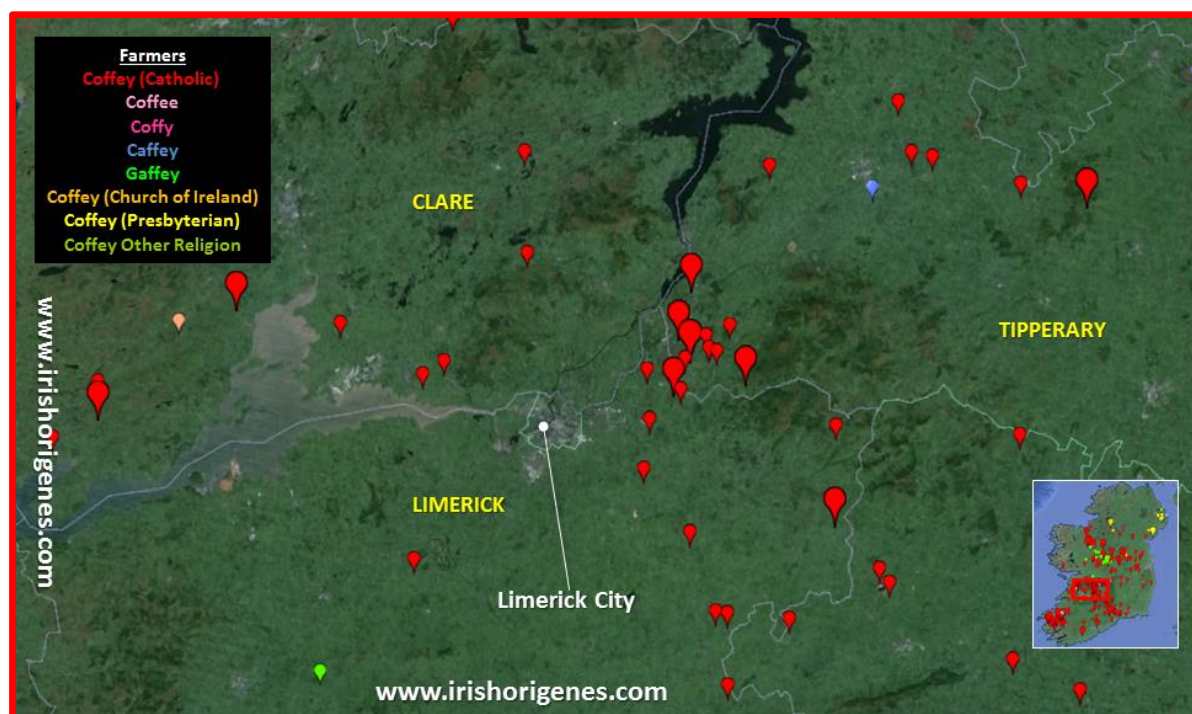 Farmers
Coffey (Catholic)
Coffee
Coffy
Caffey
Gaffey
Coffey (Church of Ireland)
Coffey (Presbyterian)
Coffey Other Religion
CLARE
TIPPERARY
www.irishorigenes.com
LIMERICK
Limerick City
www.irishorigenes.com